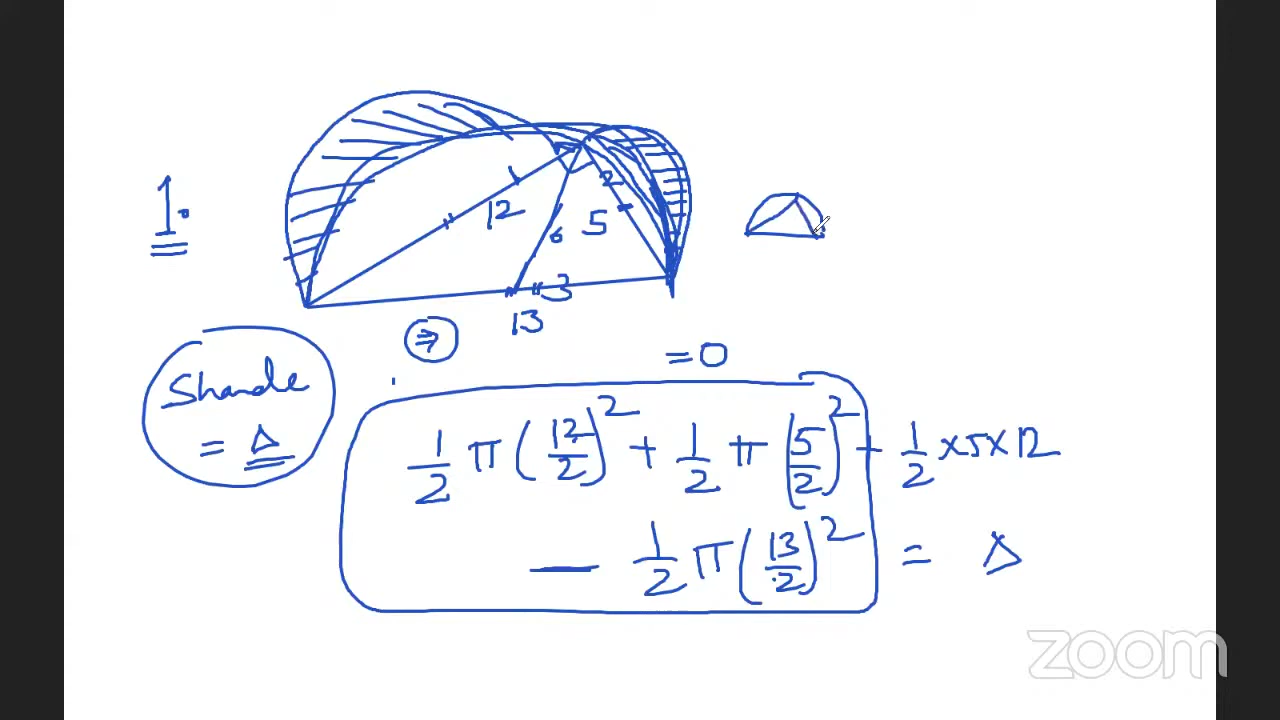 1.
12
2
5
6
3
13
⇒
= 0
Shande
= Δ
1/2 π (12/2)² + 1/2 π (5/2)² + 1/2 × 5 × 12
— 1/2 π (13/2)² = Δ
zoom